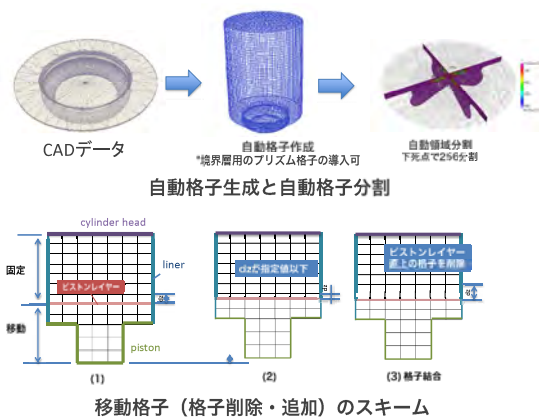 CADデータ
自動格子作成
*境界層用のプリズム格子の導入可
自動領域分割
下死点で256分割
自動格子生成と自動格子分割
cylinder head
固定
liner
ピストンレイヤー
dz
移動
piston
(1)
dzが指定値以下
dz
(2)
ピストンレイヤー
直上の格子を削除
dz
(3) 格子結合
移動格子（格子削除・追加）のスキーム